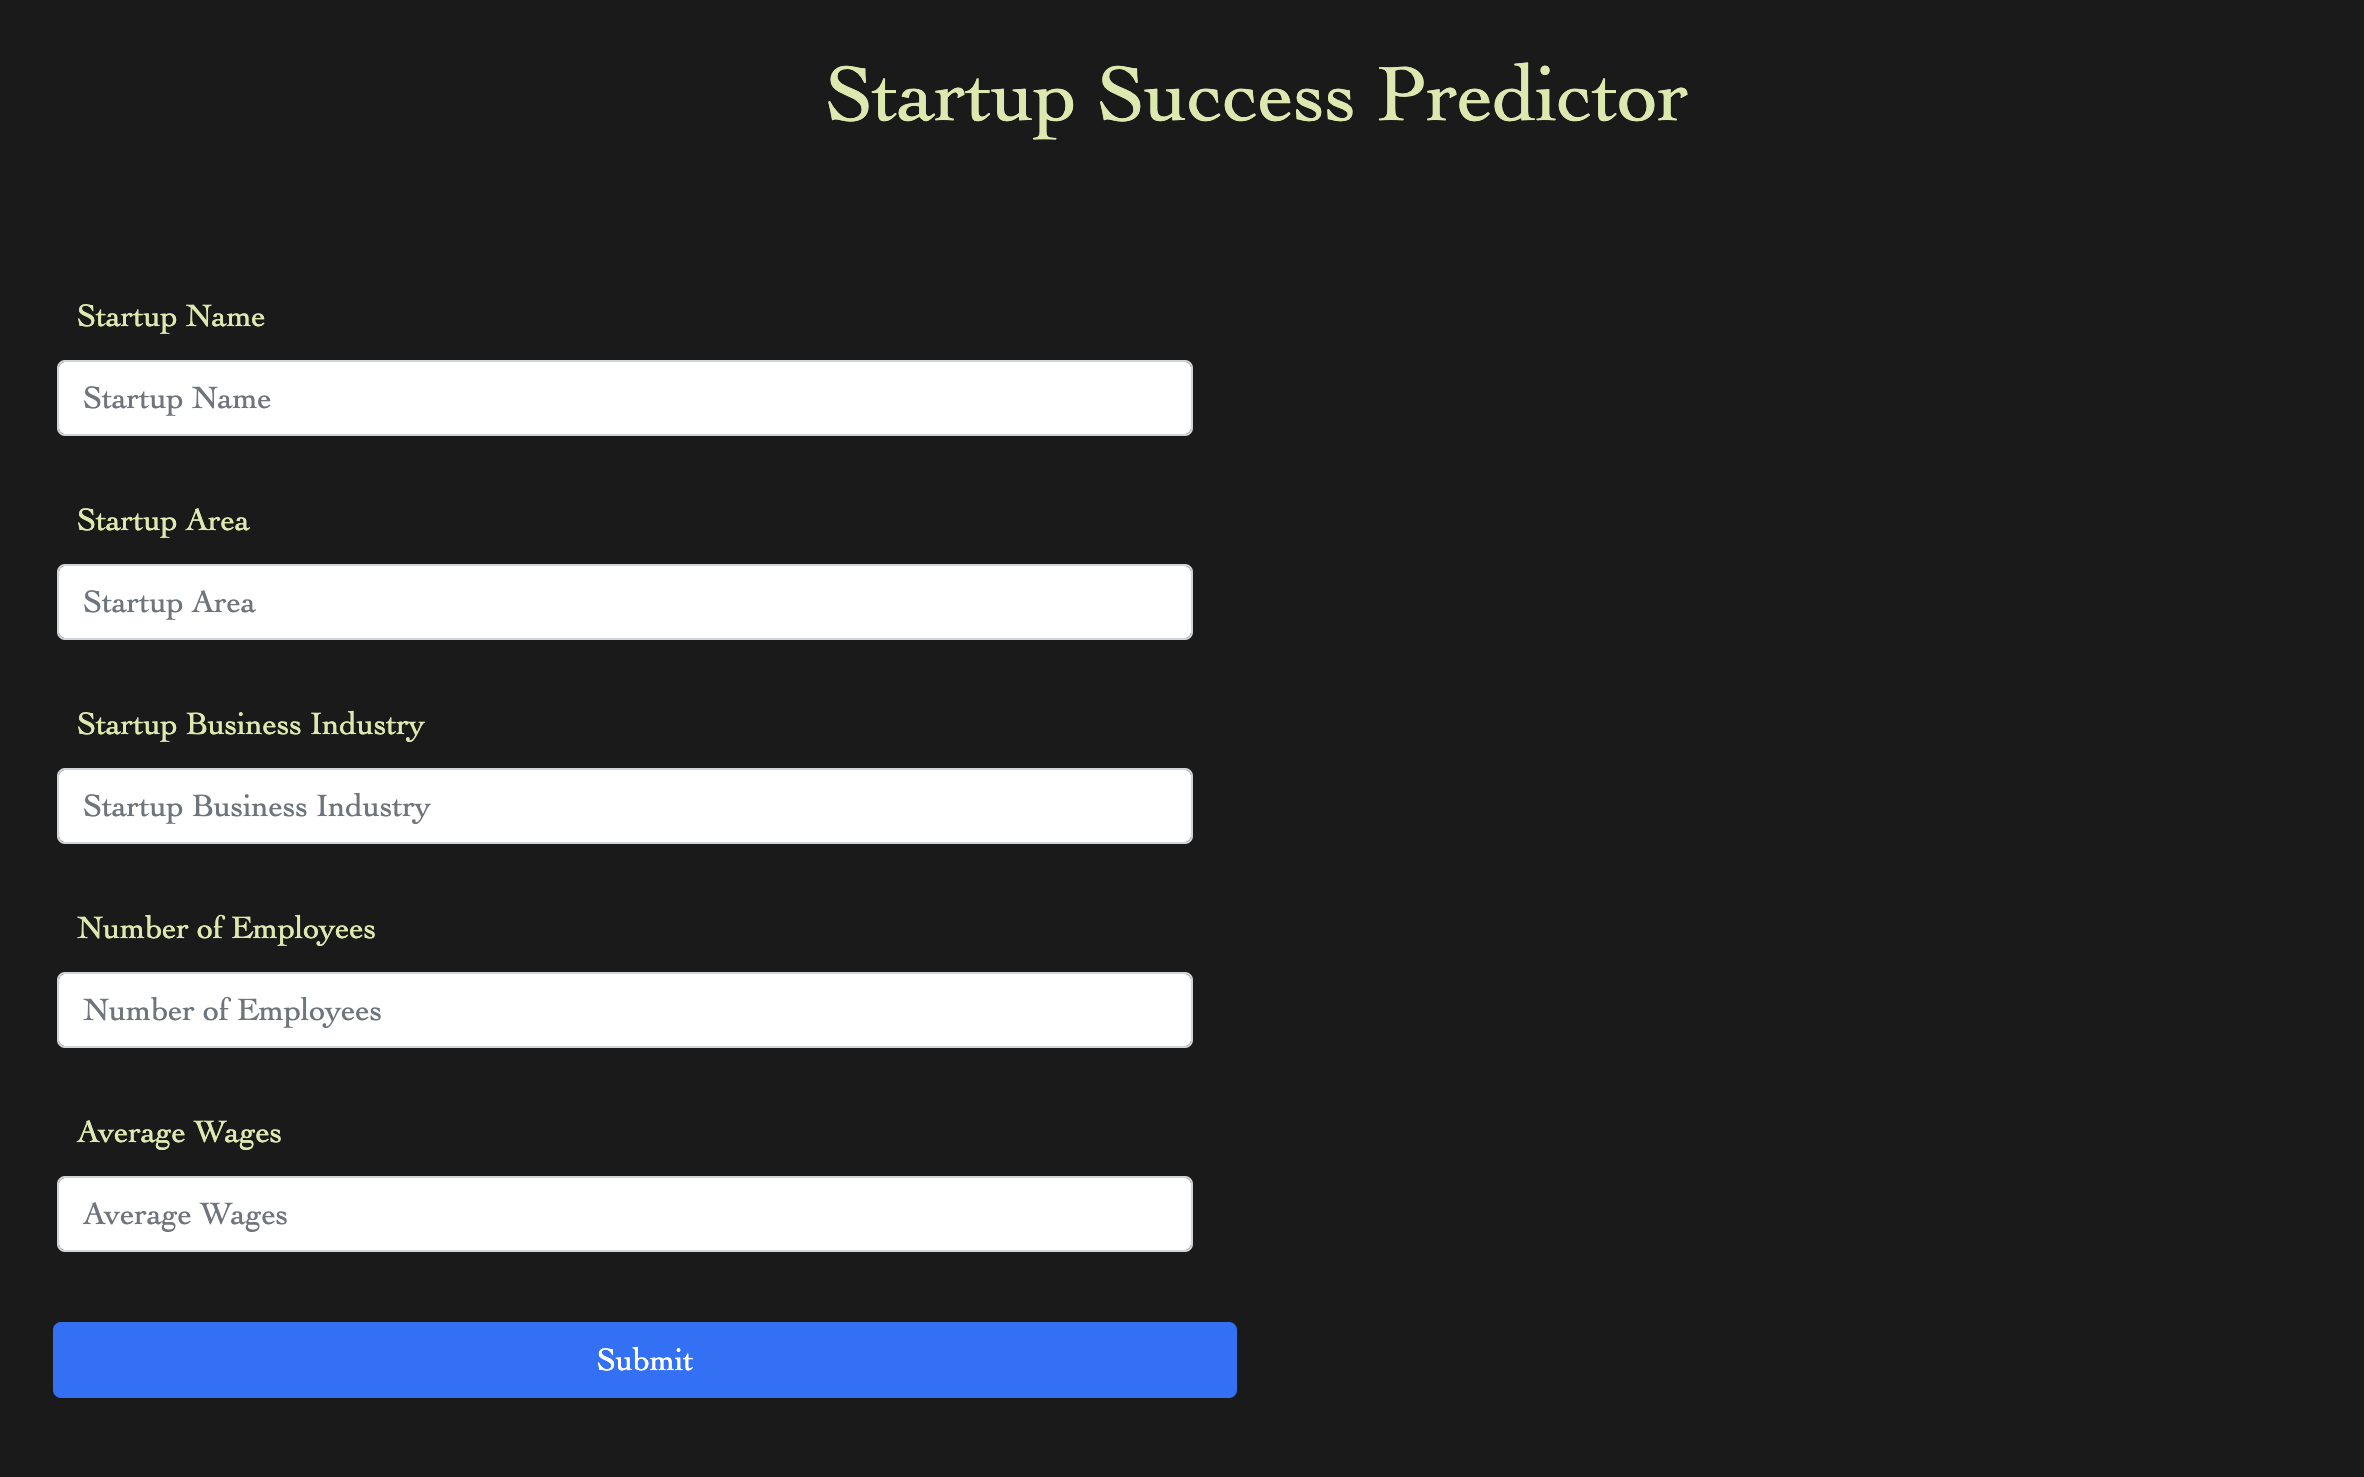 Startup Success Predictor
Startup Name
Startup Name
Startup Area
Startup Area
Startup Business Industry
Startup Business Industry
Number of Employees
Number of Employees
Average Wages
Average Wages
Submit